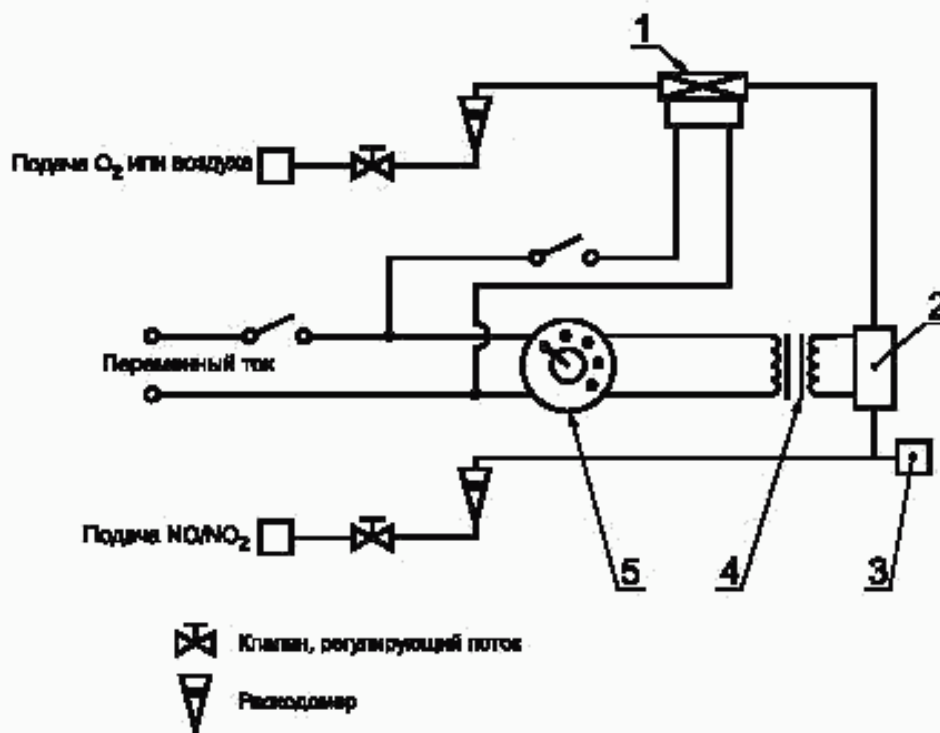 1
Подача O₂ или воздуха
2
Переменный ток
3
4
5
Подача NO/NO₂
Клапан, регулирующий поток
Расходомер